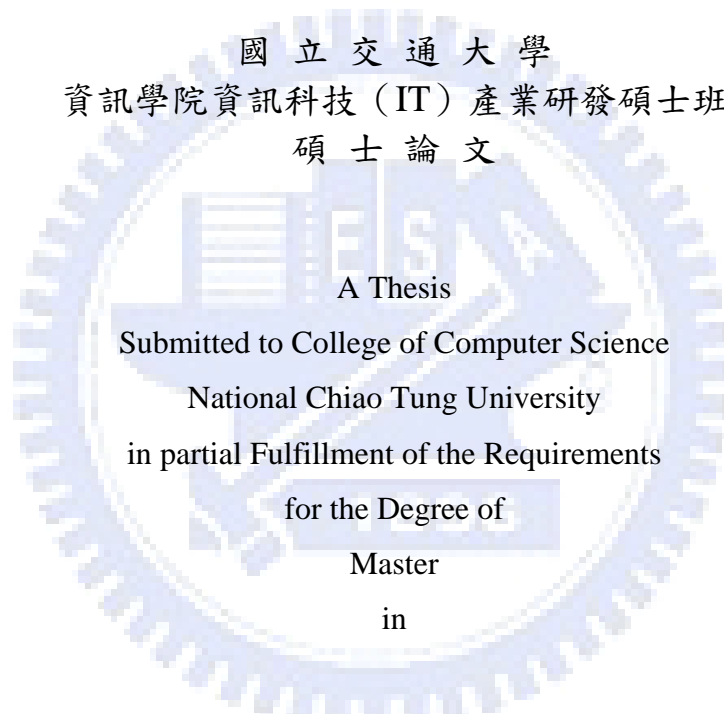 國 立 交 通 大 學
資訊學院資訊科技（IT）產業研發碩士班
碩 士 論 文
A Thesis
Submitted to College of Computer Science
National Chiao Tung University
in partial Fulfillment of the Requirements
for the Degree of
Master
in